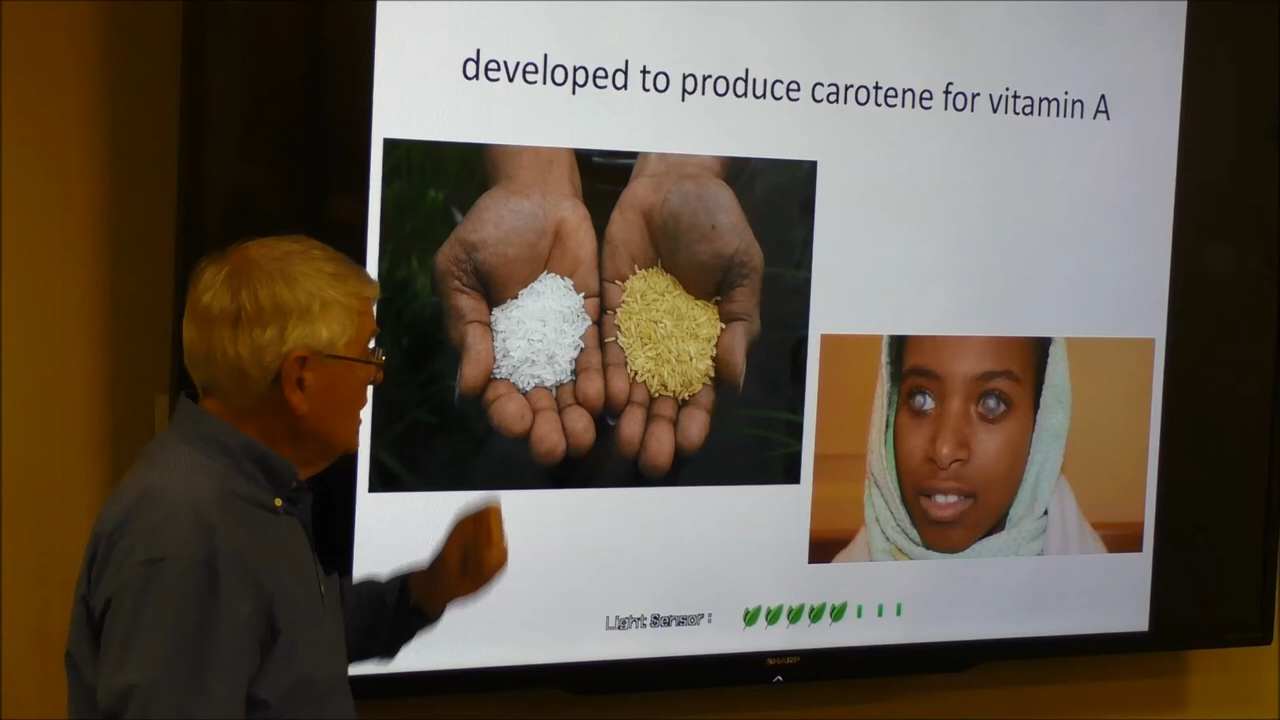 developed to produce carotene for vitamin A
Light Sensor :
SHARP